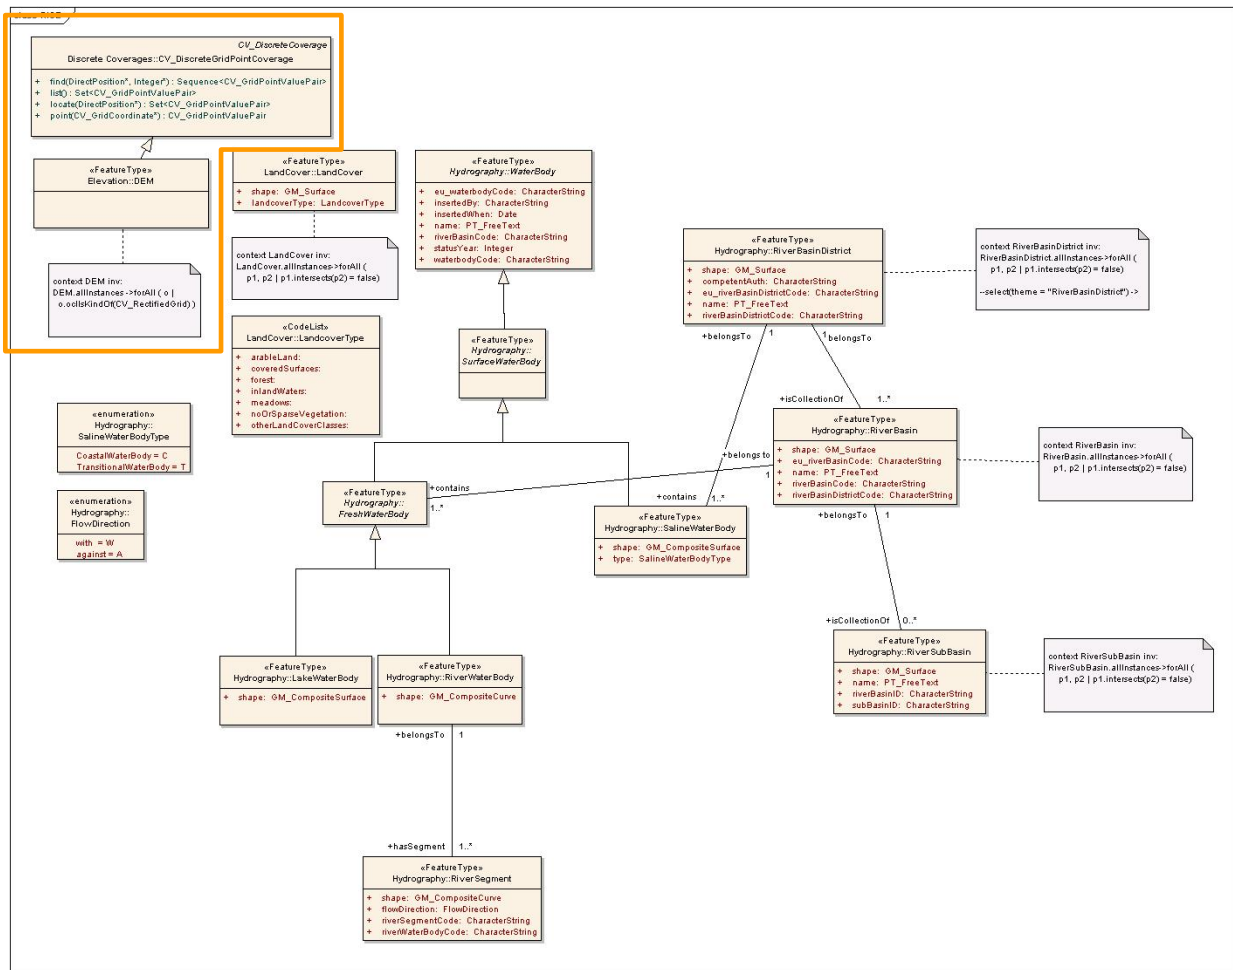 CV_DiscreteCoverage
Discrete Coverages::CV_DiscreteGridPointCoverage
+ find(DirectPosition*, Integer*) : Sequence<CV_GridPointValuePair>
+ list() : Set<CV_GridPointValuePair>
+ locate(DirectPosition*) : Set<CV_GridPointValuePair>
+ point(CV_GridCoordinate*) : CV_GridPointValuePair
«FeatureType»
Elevation::DEM
context DEM inv:
DEM.allInstances ->forAll ( o |
o.oclIsKindOf(CV_RectifiedGrid) )
«FeatureType»
LandCover::LandCover
+ shape: GM_Surface
+ landcoverType: LandcoverType
context LandCover inv:
LandCover.allInstances->forAll (
p1, p2 | p1.intersects(p2) = false)
«CodeList»
LandCover::LandcoverType
+ arableLand:
+ coveredSurfaces:
+ forest:
+ inlandWaters:
+ meadows:
+ noOrSparseVegetation:
+ otherLandCoverClasses:
«enumeration»
Hydrography::
SalineWaterBodyType
CoastalWaterBody = C
TransitionalWaterBody = T
«enumeration»
Hydrography::
FlowDirection
with = W
against = A
«FeatureType»
Hydrography::WaterBody
+ eu_waterbodyCode: CharacterString
+ insertedBy: CharacterString
+ insertedWhen: Date
+ name: PT_FreeText
+ riverBasinCode: CharacterString
+ statusYear: Integer
+ waterbodyCode: CharacterString
«FeatureType»
Hydrography::
SurfaceWaterBody
«FeatureType»
Hydrography::
FreshWaterBody
+contains
1..*
+belongs to
1
«FeatureType»
Hydrography::SalineWaterBody
+ shape: GM_CompositeSurface
+ type: SalineWaterBodyType
+contains
1..*
«FeatureType»
Hydrography::RiverBasinDistrict
+ shape: GM_Surface
+ competentAuth: CharacterString
+ eu_riverBasinDistrictCode: CharacterString
+ name: PT_FreeText
+ riverBasinDistrictCode: CharacterString
+belongsTo
1
1
+belongsTo
context RiverBasinDistrict inv:
RiverBasinDistrict.allInstances->forAll (
p1, p2 | p1.intersects(p2) = false)
--select(theme = "RiverBasinDistrict") ->
+isCollectionOf
1..*
«FeatureType»
Hydrography::RiverBasin
+ shape: GM_Surface
+ eu_riverBasinCode: CharacterString
+ name: PT_FreeText
+ riverBasinCode: CharacterString
+ riverBasinDistrictCode: CharacterString
+belongsTo
1
context RiverBasin inv:
RiverBasin.allInstances->forAll (
p1, p2 | p1.intersects(p2) = false)
+isCollectionOf
0..*
«FeatureType»
Hydrography::RiverSubBasin
+ shape: GM_Surface
+ name: PT_FreeText
+ riverBasinID: CharacterString
+ subBasinID: CharacterString
context RiverSubBasin inv:
RiverSubBasin.allInstances->forAll (
p1, p2 | p1.intersects(p2) = false)
«FeatureType»
Hydrography::LakeWaterBody
+ shape: GM_CompositeSurface
«FeatureType»
Hydrography::RiverWaterBody
+ shape: GM_CompositeCurve
+belongsTo
1
+hasSegment
1..*
«FeatureType»
Hydrography::RiverSegment
+ shape: GM_CompositeCurve
+ flowDirection: FlowDirection
+ riverSegmentCode: CharacterString
+ riverWaterBodyCode: CharacterString